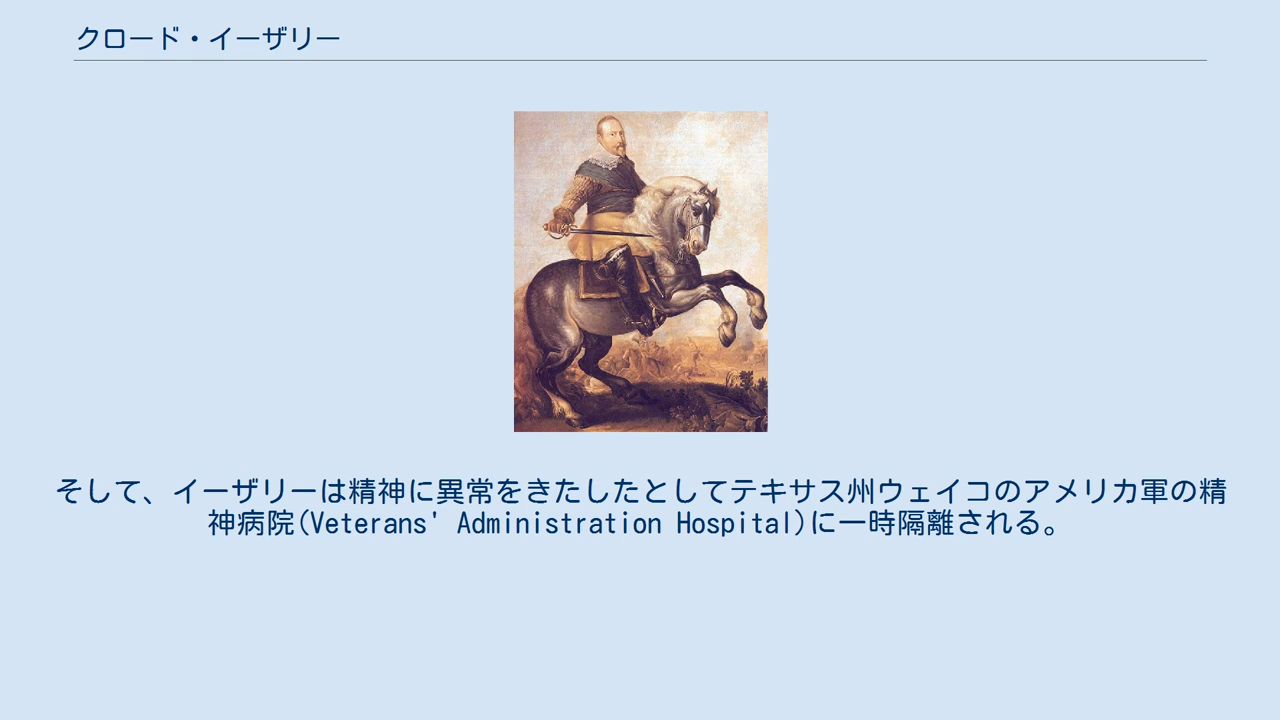 クロード・イーザリー
そして、イーザリーは精神に異常をきたしたとしてテキサス州ウェイコのアメリカ軍の精
神病院(Veterans' Administration Hospital)に一時隔離される。